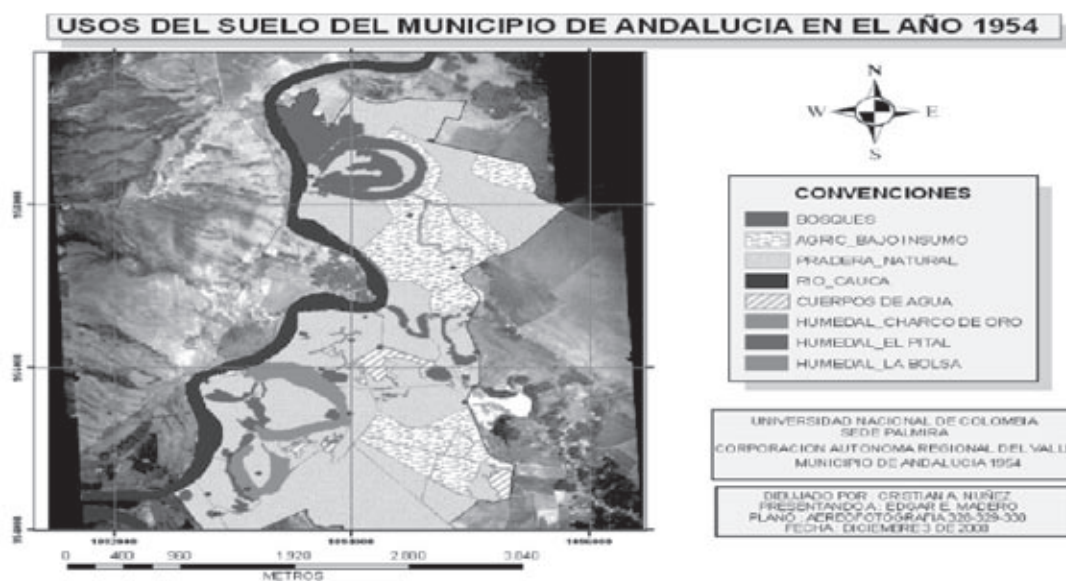 USOS DEL SUELO DEL MUNICIPIO DE ANDALUCIA EN EL AÑO 1954
N
W E
S
CONVENCIONES
BOSQUES
AGRIC_BAJO INSUMO
PRADERA_NATURAL
RIO_CAUCA
CUERPOS DE AGUA
HUMEDAL_CHARCO DE ORO
HUMEDAL_EL PITAL
HUMEDAL_LA BOLSA
UNIVERSIDAD NACIONAL DE COLOMBIA
SEDE PALMIRA
CORPORACION AUTONOMA REGIONAL DEL VALL
MUNICIPIO DE ANDALUCIA 1954
DIBUJADO POR : CRISTIAN A. NUÑEZ
PRESENTANDO A : EDGAR E. MADERO
PLANO : AEREOFOTOGRAFIA 328-329-330
FECHA : DICIEMBRE 3 DE 2008
0 480 960 1.920 2.880 3.840
METROS